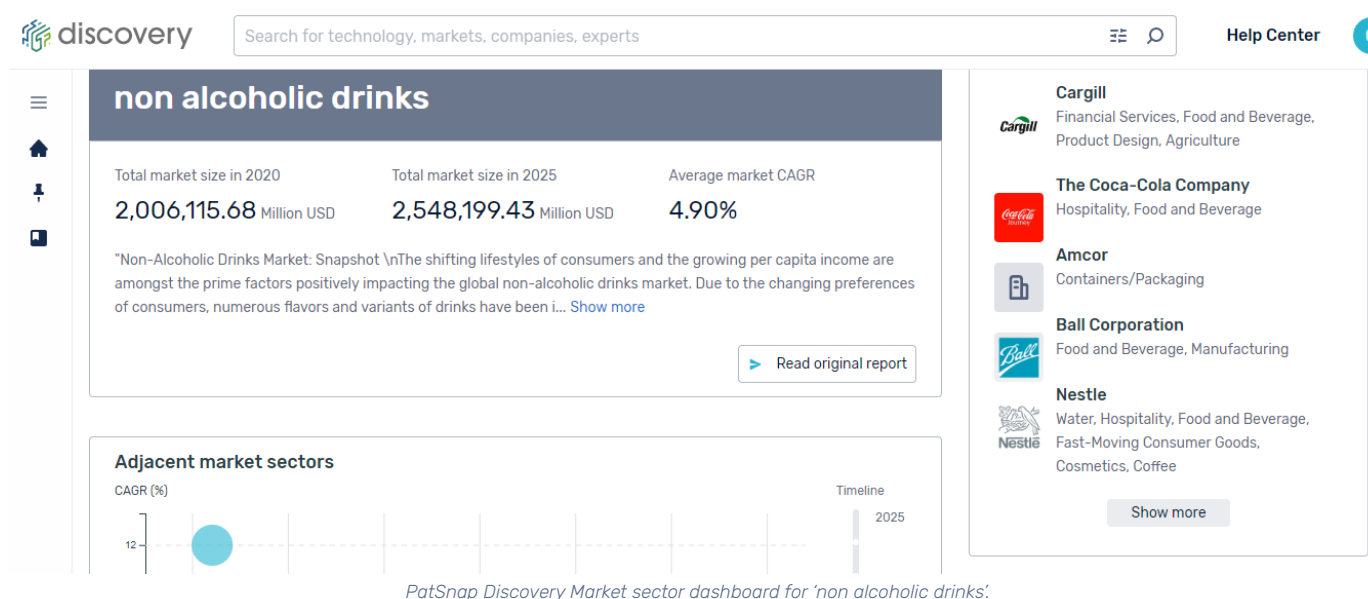 discovery
Search for technology, markets, companies, experts
Help Center
non alcoholic drinks
Total market size in 2020
2,006,115.68 Million USD
Total market size in 2025
2,548,199.43 Million USD
Average market CAGR
4.90%
"Non-Alcoholic Drinks Market: Snapshot \nThe shifting lifestyles of consumers and the growing per capita income are
amongst the prime factors positively impacting the global non-alcoholic drinks market. Due to the changing preferences
of consumers, numerous flavors and variants of drinks have been i... Show more
Read original report
Adjacent market sectors
CAGR (%)
Timeline
2025
12
Cargill
Cargill
Financial Services, Food and Beverage,
Product Design, Agriculture
Coca-Cola
Journey
The Coca-Cola Company
Hospitality, Food and Beverage
Amcor
Containers/Packaging
Ball
Ball Corporation
Food and Beverage, Manufacturing
Nestlē
Nestle
Water, Hospitality, Food and Beverage,
Fast-Moving Consumer Goods,
Cosmetics, Coffee
Show more
PatSnap Discovery Market sector dashboard for 'non alcoholic drinks'.